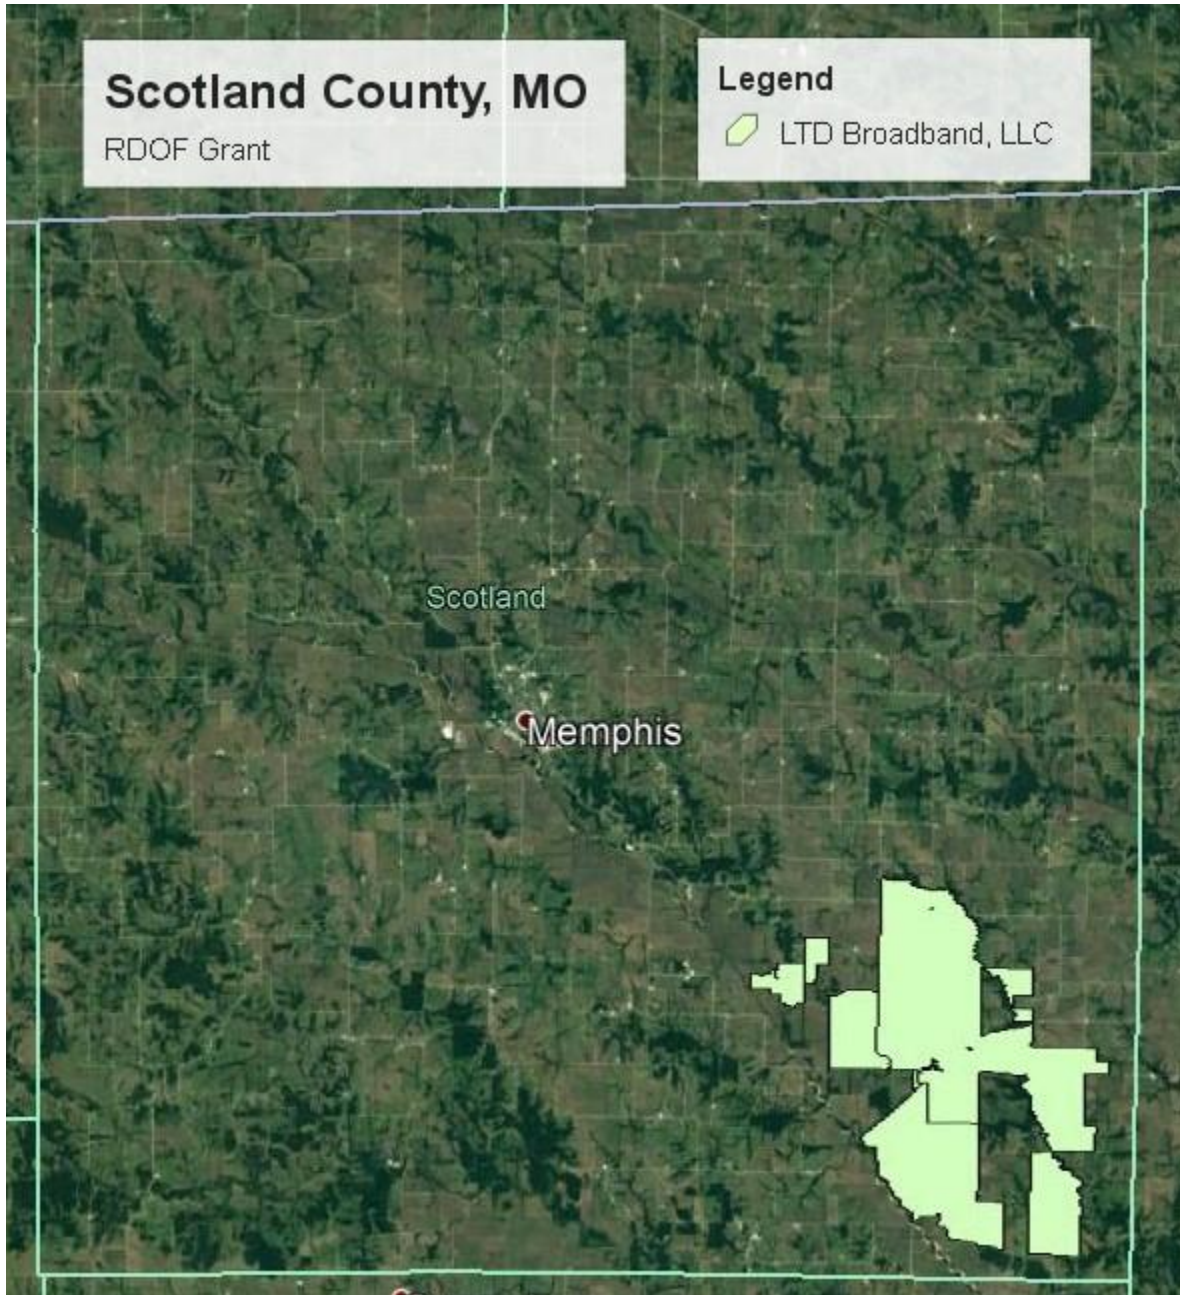 Scotland County, MO
RDOF Grant
Legend
LTD Broadband, LLC
Scotland
Memphis